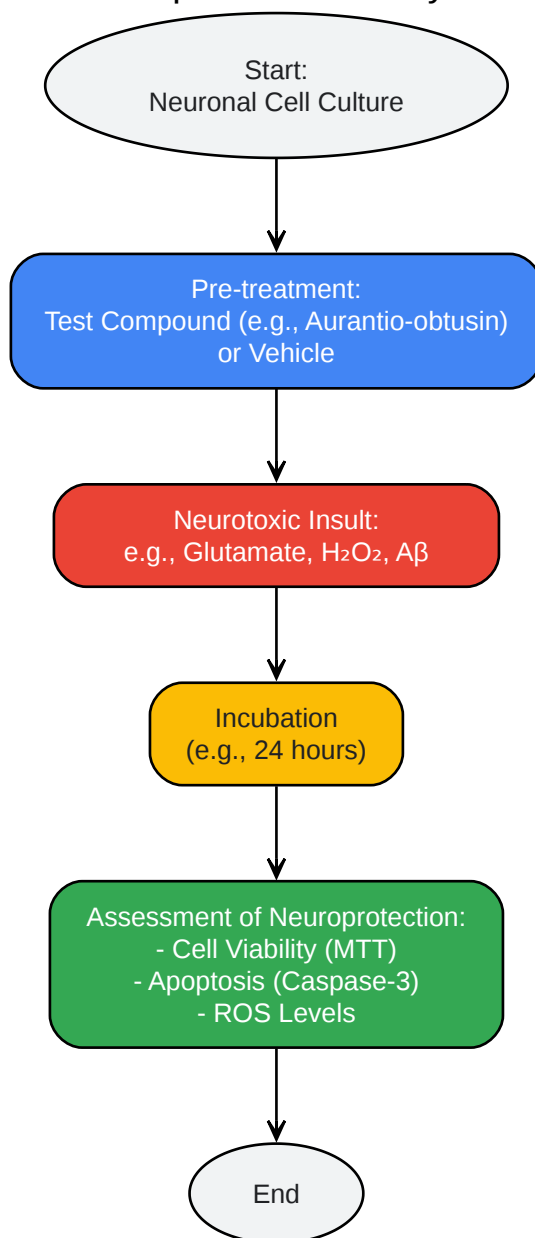 Start:
Neuronal Cell Culture
Pre-treatment:
Test Compound (e.g., Aurantio-obtusin)
or Vehicle
Neurotoxic Insult:
e.g., Glutamate, H₂O₂, Aβ
Incubation
(e.g., 24 hours)
Assessment of Neuroprotection:
- Cell Viability (MTT)
- Apoptosis (Caspase-3)
- ROS Levels
End